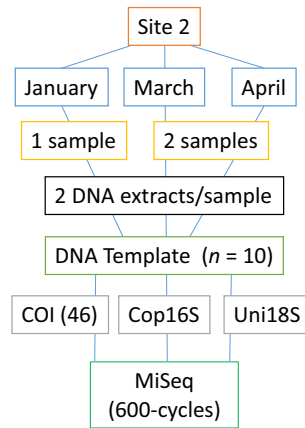 Site 2
January March April
1 sample 2 samples
2 DNA extracts/sample
DNA Template (n = 10)
COI (46) Cop16S Uni18S
MiSeq
(600-cycles)